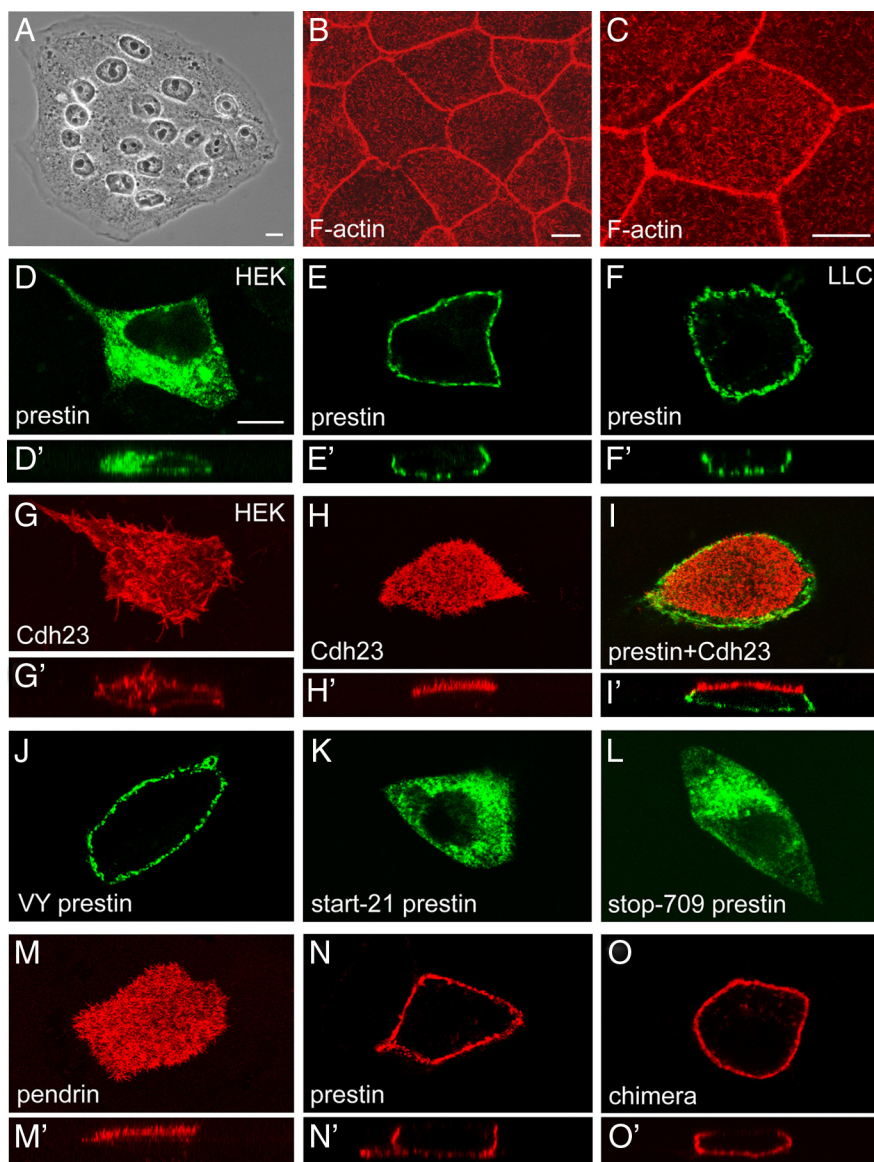 A
B
F-actin
C
F-actin
D
HEK
prestin
E
prestin
F
LLC
prestin
D’
E’
F’
G
HEK
Cdh23
H
Cdh23
I
prestin+Cdh23
G’
H’
I’
J
VY prestin
K
start-21 prestin
L
stop-709 prestin
M
pendrin
N
prestin
O
chimera
M’
N’
O’